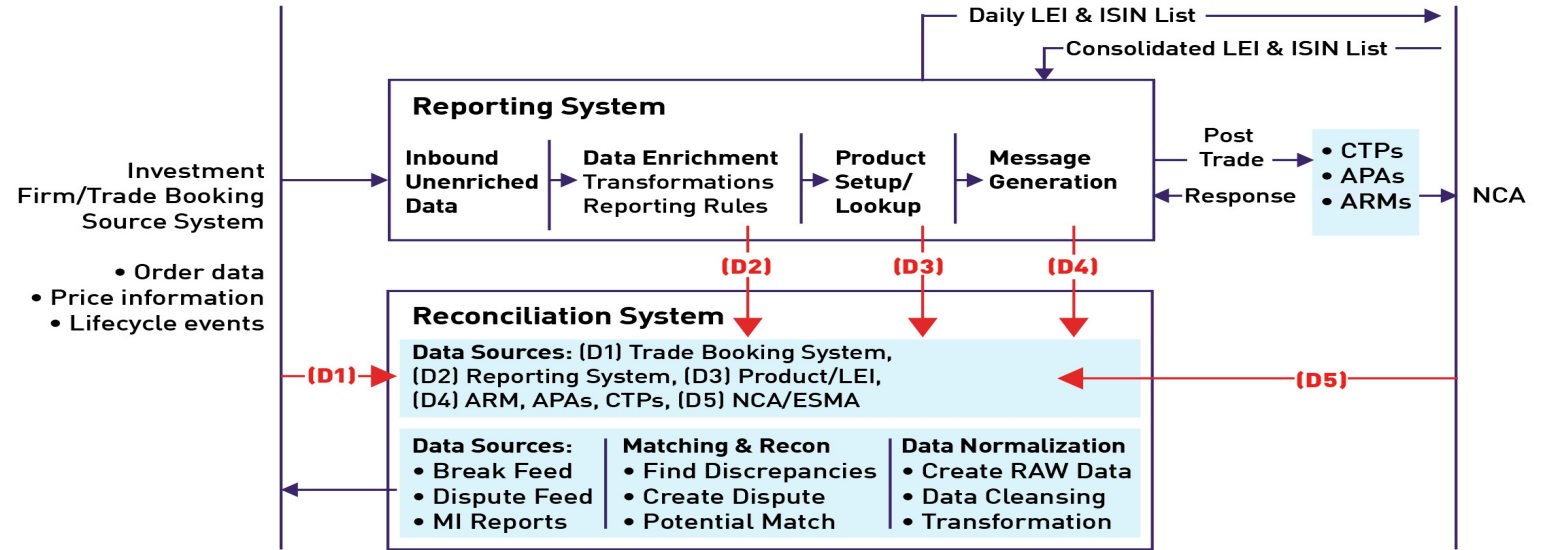 Daily LEI & ISIN List
Consolidated LEI & ISIN List
Reporting System
Inbound
Unenriched
Data
Data Enrichment
Transformations
Reporting Rules
Product
Setup/
Lookup
Message
Generation
Post
Trade
Response
• CTPs
• APAs
• ARMs
NCA
Investment
Firm/Trade Booking
Source System
• Order data
• Price information
• Lifecycle events
(D2)
(D3)
(D4)
Reconciliation System
Data Sources: (D1) Trade Booking System,
(D2) Reporting System, (D3) Product/LEI,
(D4) ARM, APAs, CTPs, (D5) NCA/ESMA
(D1)
(D5)
Data Sources:
• Break Feed
• Dispute Feed
• MI Reports
Matching & Recon
• Find Discrepancies
• Create Dispute
• Potential Match
Data Normalization
• Create RAW Data
• Data Cleansing
• Transformation